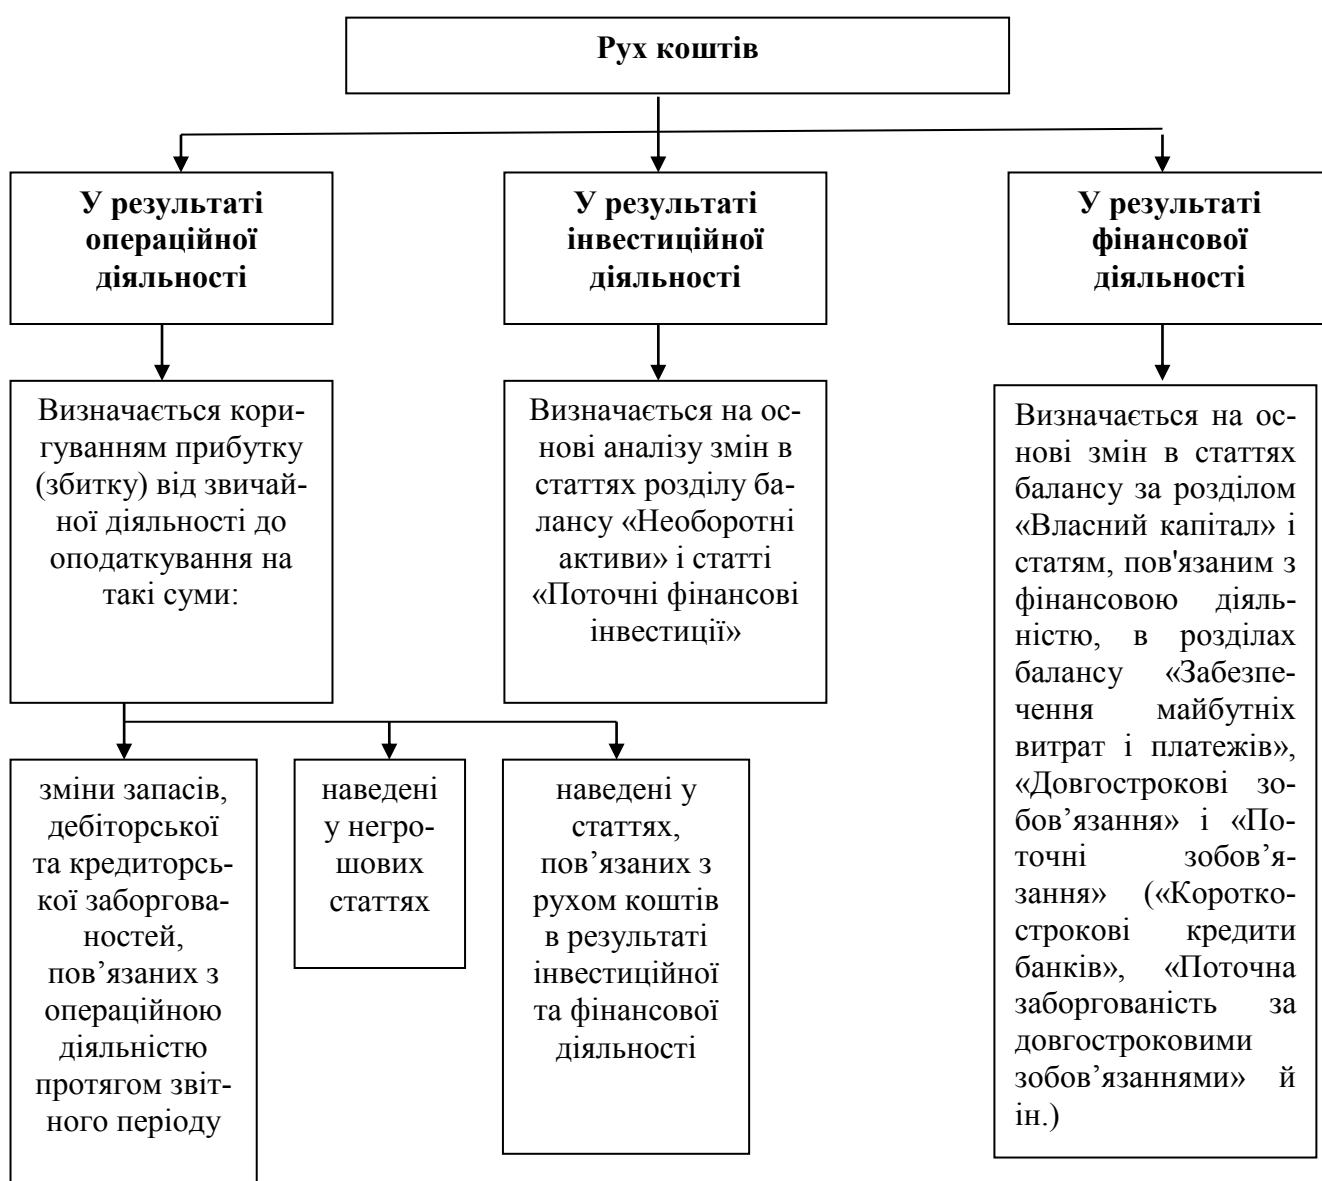 Рух коштів
У результаті
операційної
діяльності
У результаті
інвестиційної
діяльності
У результаті
фінансової
діяльності
Визначається кори-
гуванням прибутку
(збитку) від звичай-
ної діяльності до
оподаткування на
такі суми:
Визначається на ос-
нові аналізу змін в
статтях розділу ба-
лансу «Необоротні
активи» і статті
«Поточні фінансові
інвестиції»
Визначається на ос-
нові змін в статтях
балансу за розділом
«Власний капітал» і
статям, пов'язаним з
фінансовою діяль-
ністю, в розділах
балансу «Забезпе-
чення майбутніх
витрат і платежів»,
«Довгострокові зо-
бов’язання» і «По-
точні зобов’я-
зання» («Коротко-
строкові кредити
банків», «Поточна
заборгованість за
довгостроковими
зобов’язаннями» й
ін.)
зміни запасів,
дебіторської
та кредиторсь-
кої заборгова-
ностей,
пов’язаних з
операційною
діяльністю
протягом звіт-
ного періоду
наведені
у негро-
шових
статтях
наведені у
статтях,
пов’язаних з
рухом коштів
в результаті
інвестиційної
та фінансової
діяльності